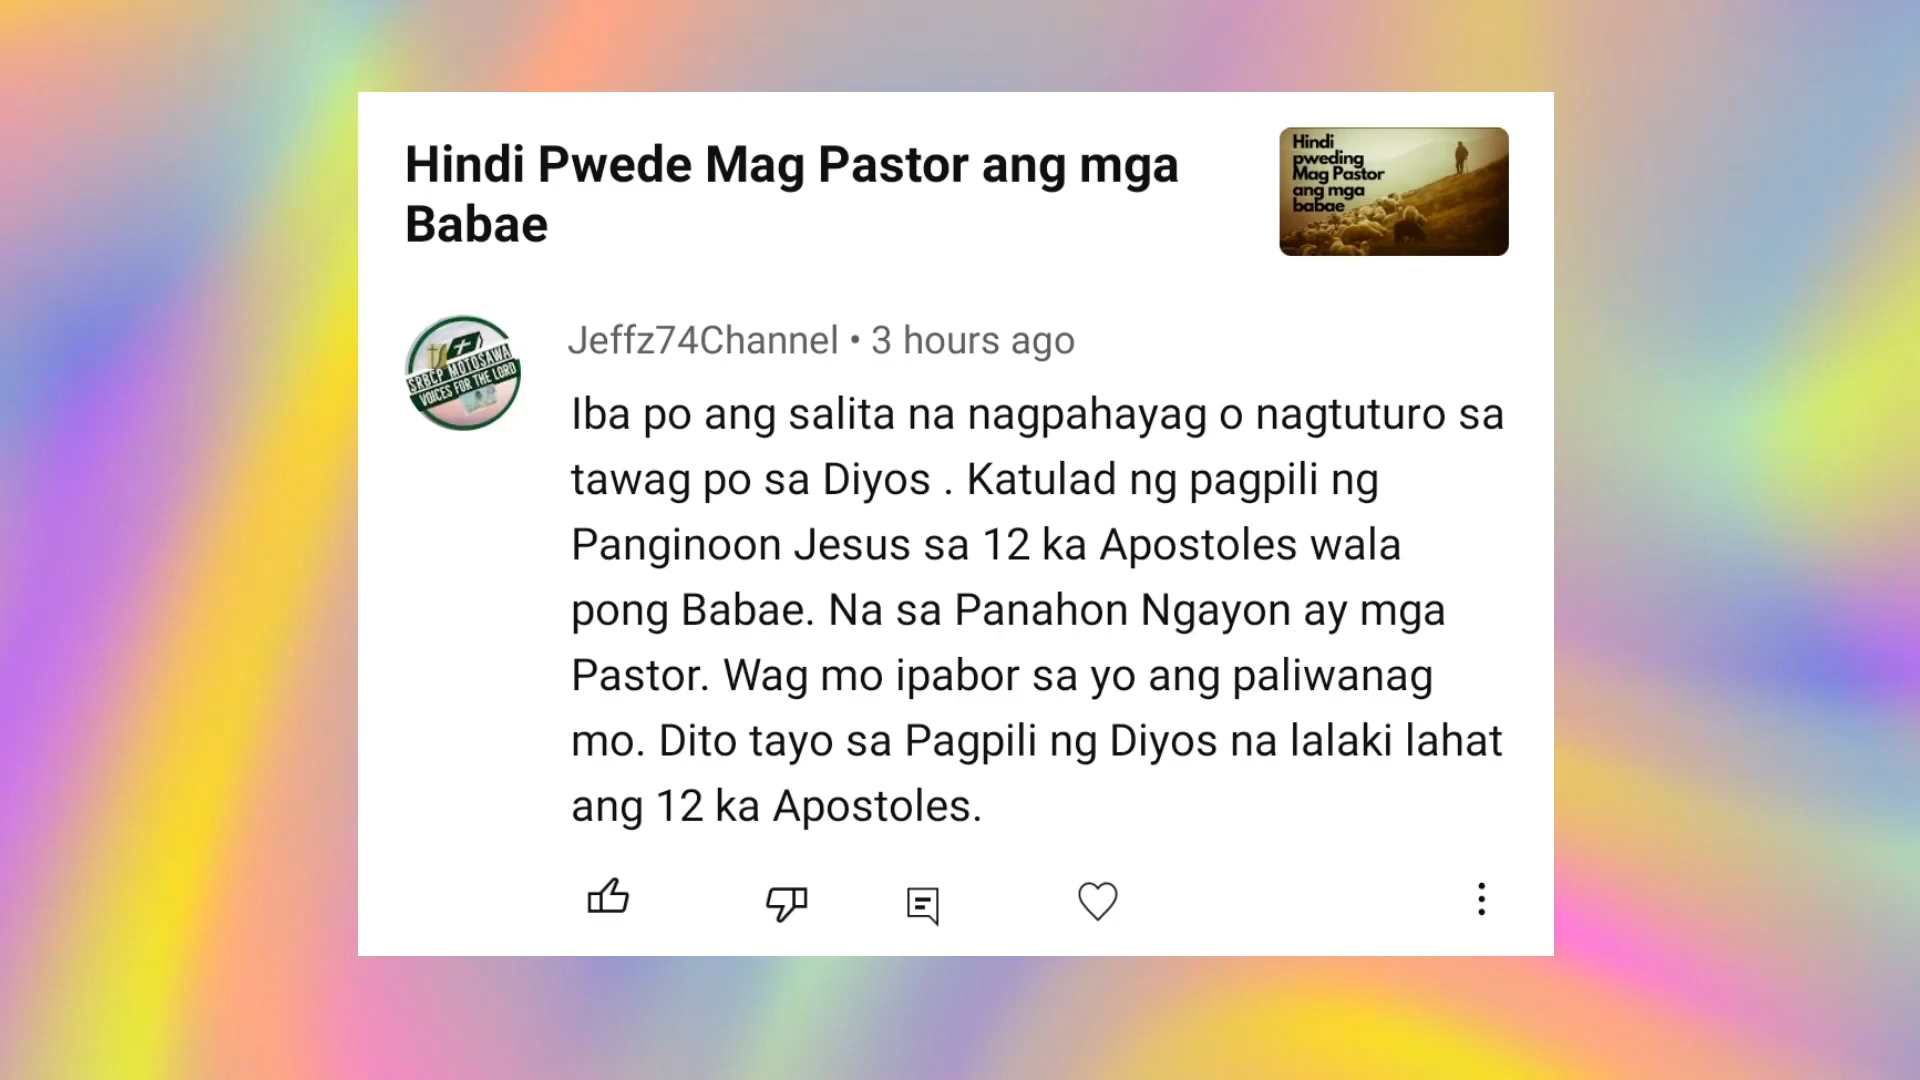 Hindi Pwede Mag Pastor ang mga
Babae
Hindi
pweding
Mag Pastor
ang mga
babae
SRBCP MOTOSAWA
VOICES FOR THE LORD
Jeffz74Channel • 3 hours ago
Iba po ang salita na nagpahayag o nagtuturo sa
tawag po sa Diyos . Katulad ng pagpili ng
Panginoon Jesus sa 12 ka Apostoles wala
pong Babae. Na sa Panahon Ngayon ay mga
Pastor. Wag mo ipabor sa yo ang paliwanag
mo. Dito tayo sa Pagpili ng Diyos na lalaki lahat
ang 12 ka Apostoles.